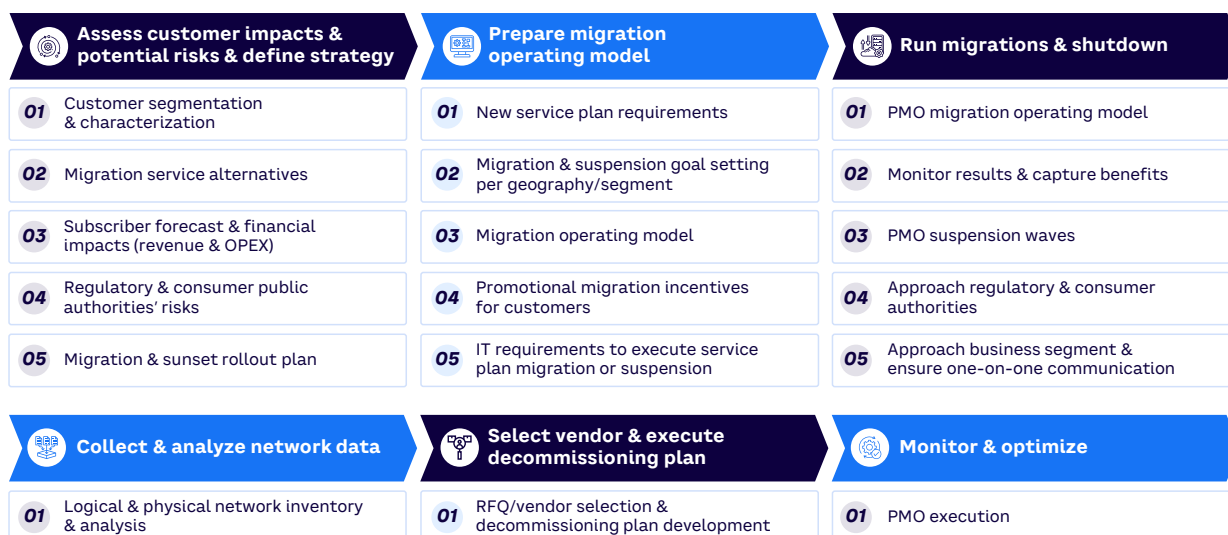 Assess customer impacts &
potential risks & define strategy
01 Customer segmentation
& characterization
02 Migration service alternatives
03 Subscriber forecast & financial
impacts (revenue & OPEX)
04 Regulatory & consumer public
authorities’ risks
05 Migration & sunset rollout plan
Prepare migration
operating model
01 New service plan requirements
02 Migration & suspension goal setting
per geography/segment
03 Migration operating model
04 Promotional migration incentives
for customers
05 IT requirements to execute service
plan migration or suspension
Run migrations & shutdown
01 PMO migration operating model
02 Monitor results & capture benefits
03 PMO suspension waves
04 Approach regulatory & consumer
authorities
05 Approach business segment &
ensure one-on-one communication
Collect & analyze network data
01 Logical & physical network inventory
& analysis
Select vendor & execute
decommissioning plan
01 RFQ/vendor selection &
decommissioning plan development
Monitor & optimize
01 PMO execution